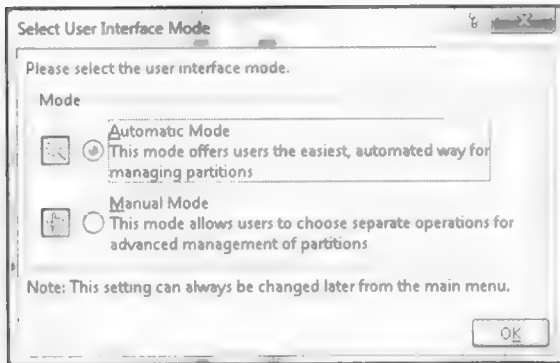 Select User Interface Mode
Please select the user interface mode.
Mode
Automatic Mode
This mode offers users the easiest, automated way for
managing partitions
Manual Mode
This mode allows users to choose separate operations for
advanced management of partitions
Note: This setting can always be changed later from the main menu.
OK